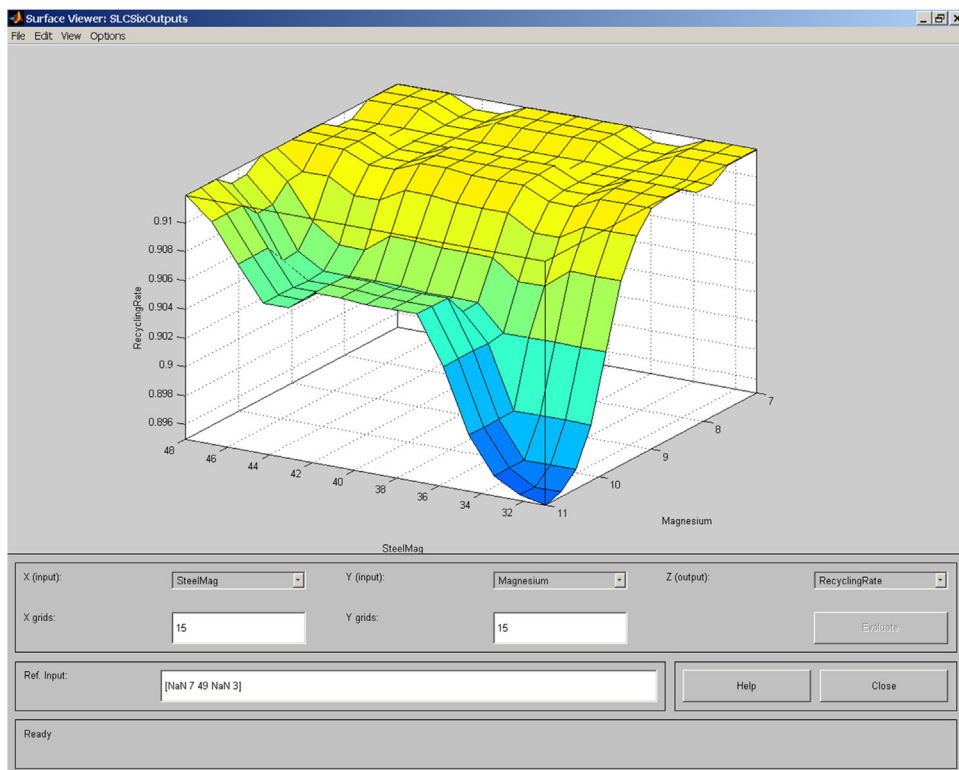 Surface Viewer: SLCSixOutputs
File Edit View Options
0.91
0.908
0.906
0.904
0.902
0.9
0.898
0.896
RecyclingRate
48
46
44
42
40
38
36
34
32
SteelMag
11
10
9
8
7
Magnesium
X (input): SteelMag Y (input): Magnesium Z (output): RecyclingRate
X grids: 15 Y grids: 15 Evaluate
Ref. Input: [NaN 7 49 NaN 3] Help Close
Ready